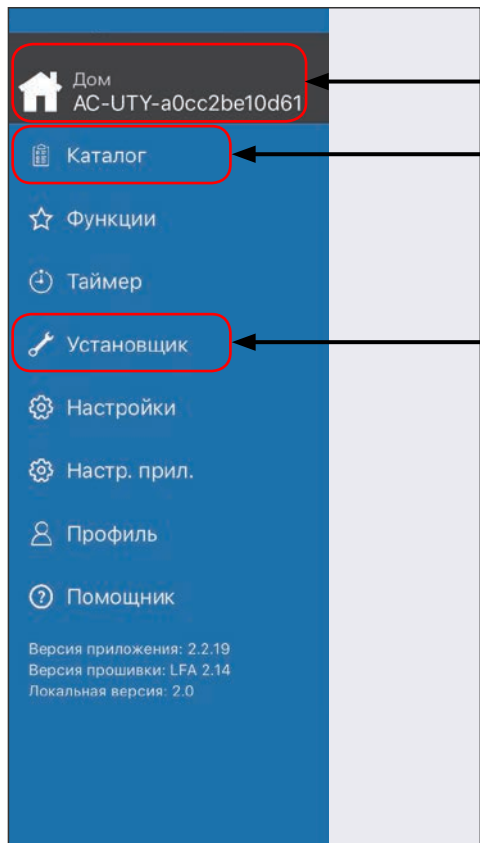 Дом
AC-UTY-a0cc2be10d61
Каталог
Функции
Таймер
Установщик
Настройки
Настр. прил.
Профиль
Помощник
Версия приложения: 2.2.19
Версия прошивки: LFA 2.14
Локальная версия: 2.0